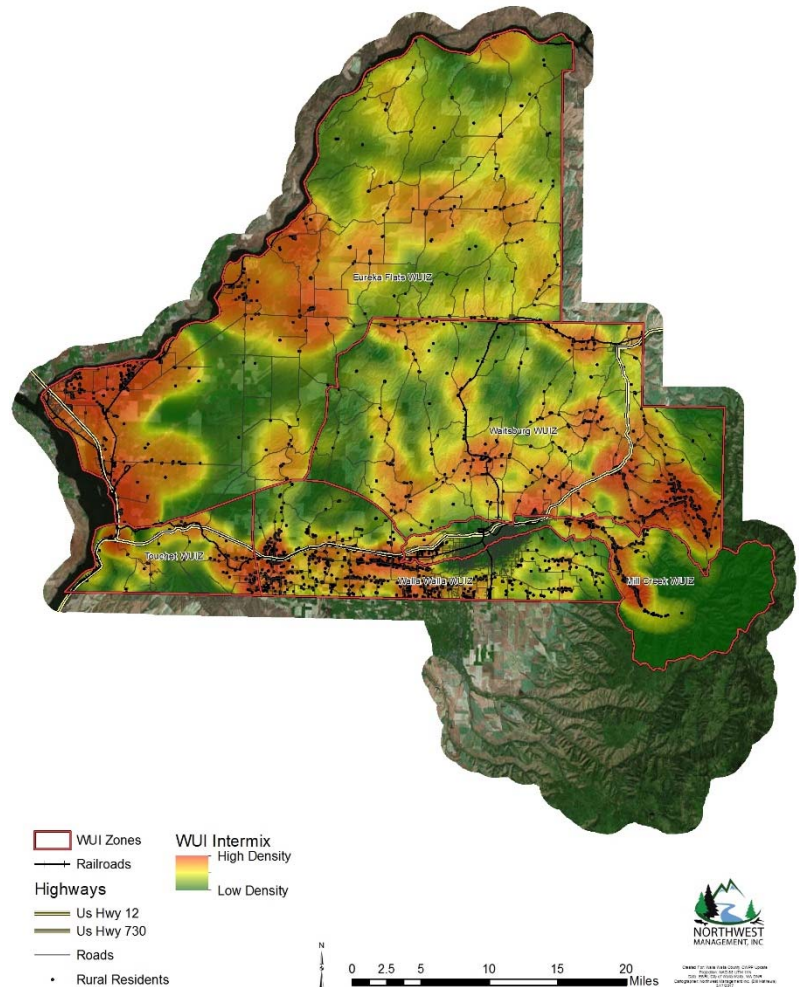 Eureka Flats WUIZ
Waitsburg WUIZ
Touchet WUIZ
Walla Walla WUIZ
Mill Creek WUIZ
WUI Zones
Railroads
Highways
Us Hwy 12
Us Hwy 730
Roads
Rural Residents
WUI Intermix
High Density
Low Density
N
S
0 2.5 5 10 15 20
Miles
NORTHWEST
MANAGEMENT, INC